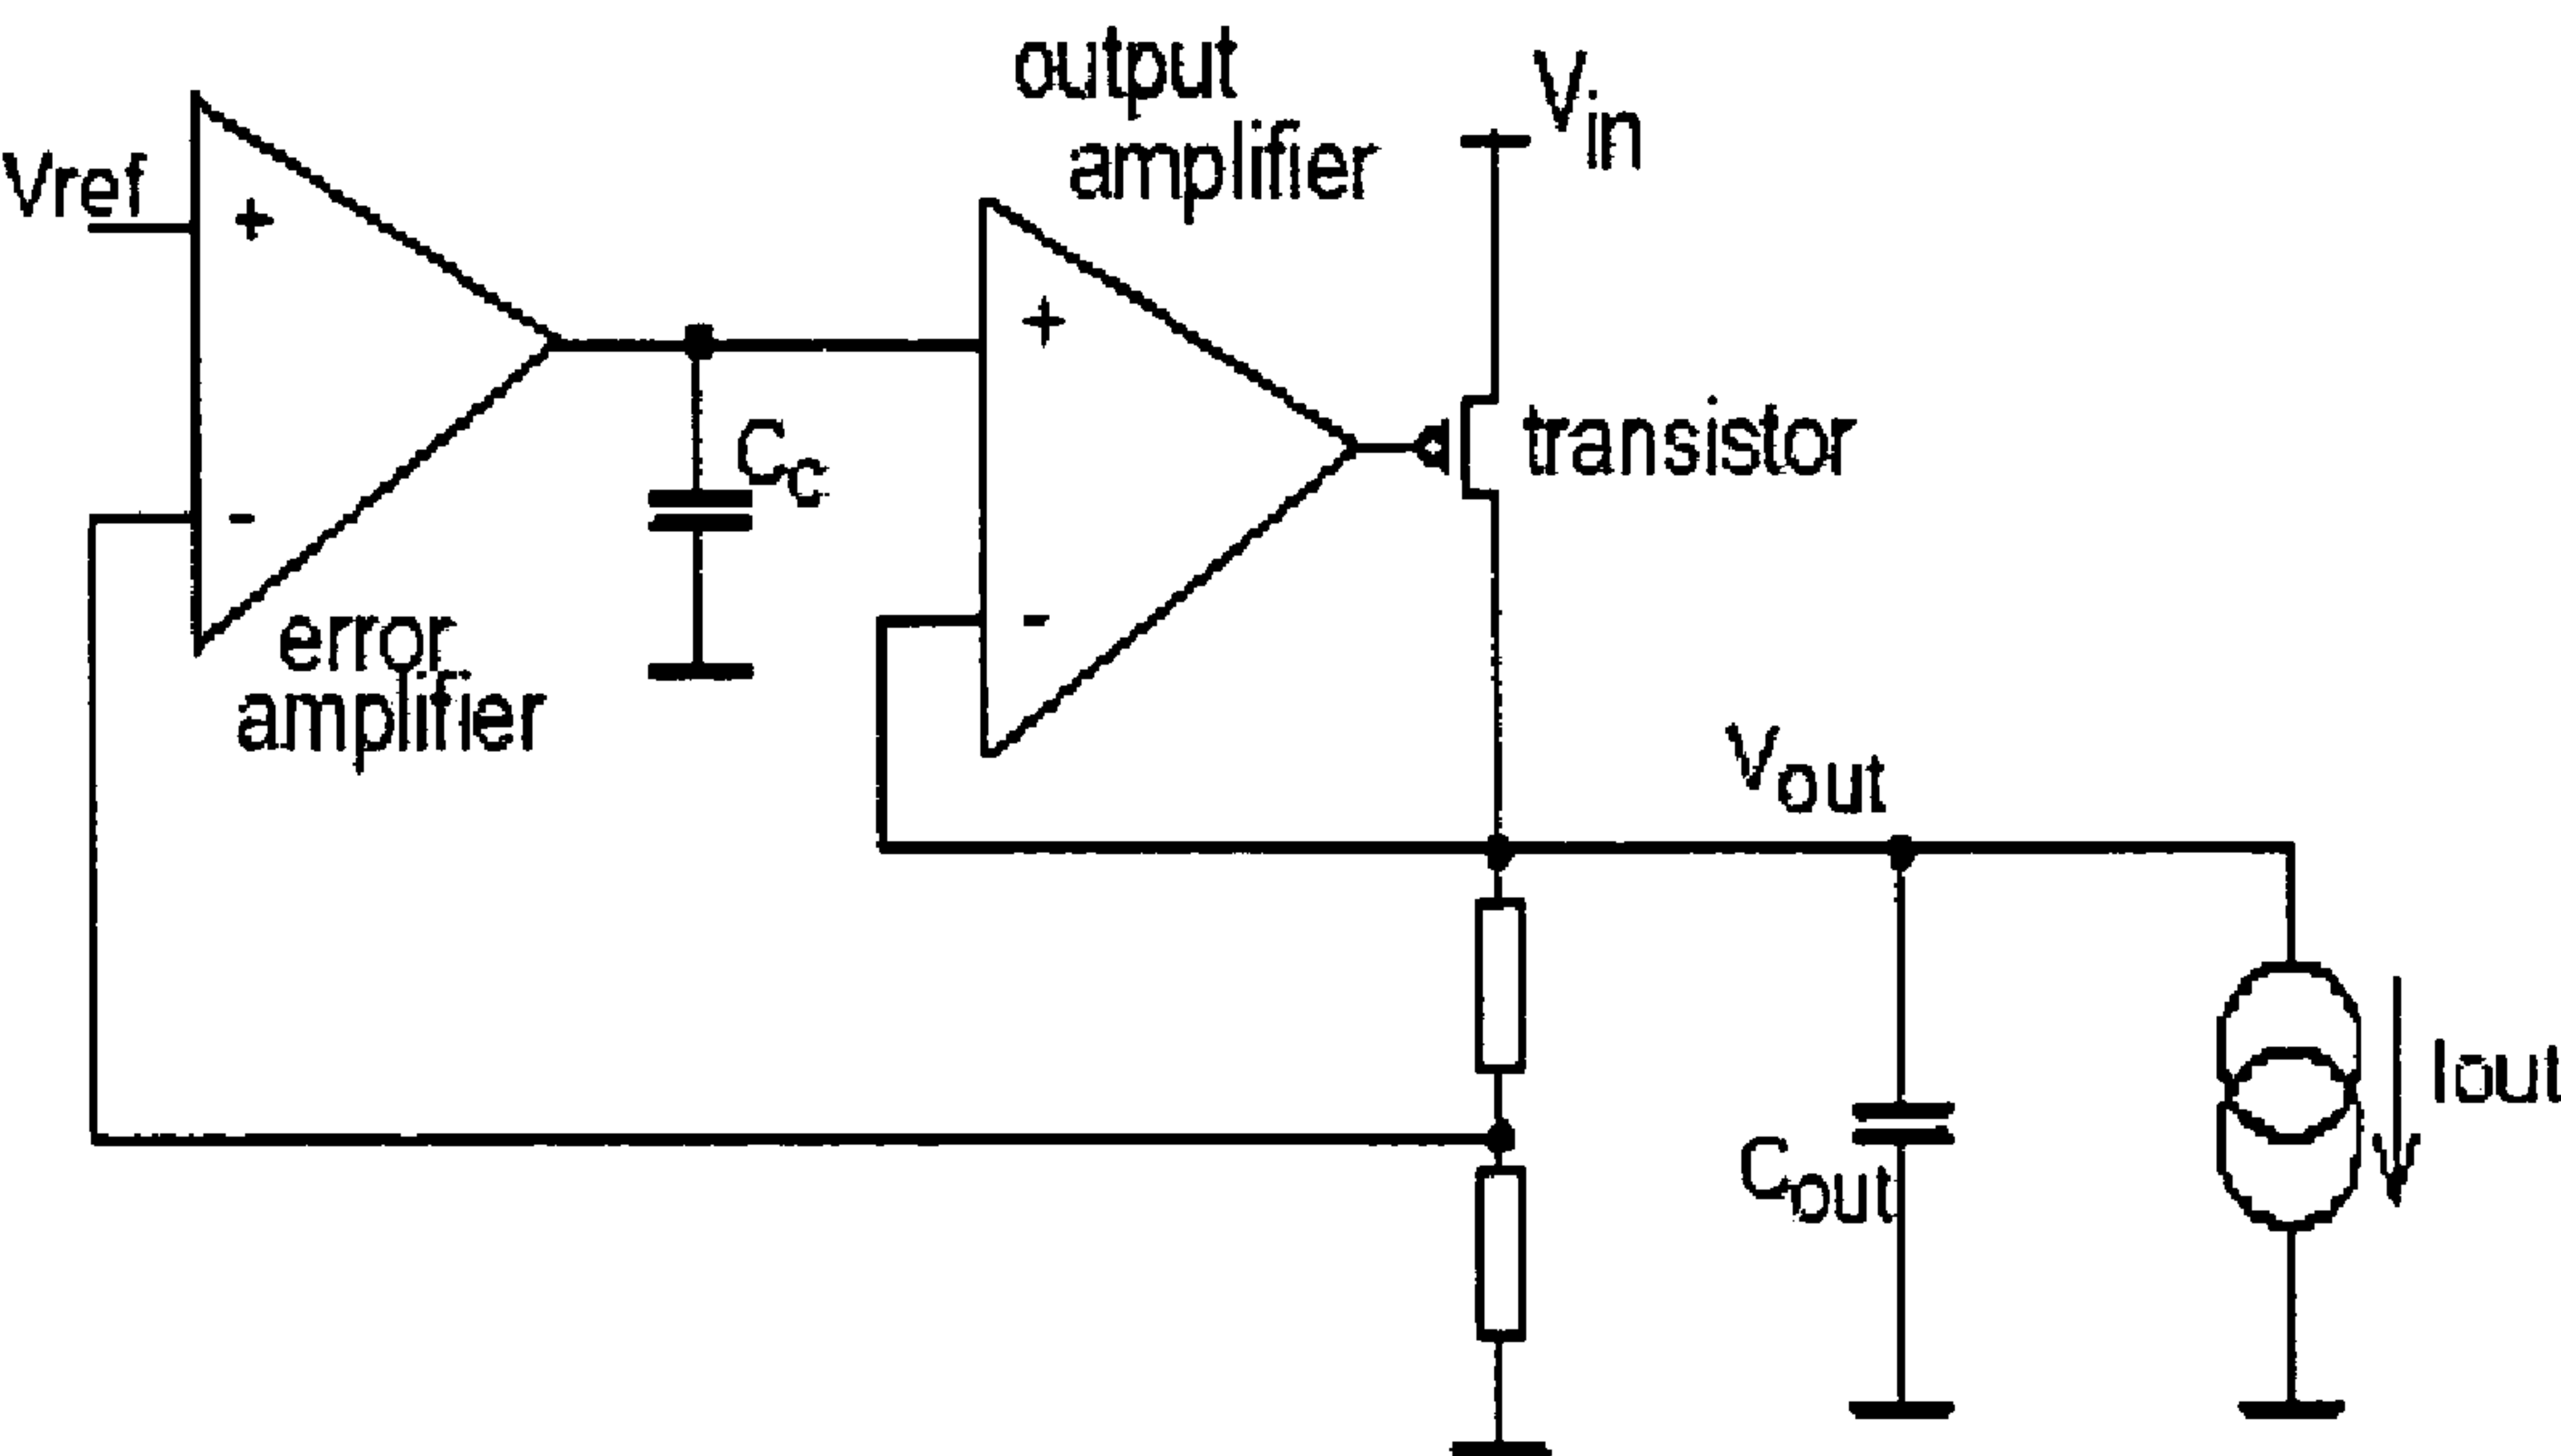 output
amplifier
Vin
Vref
+
+
transistor
Cc
-
-
error
amplifier
Vout
Iout
Cout